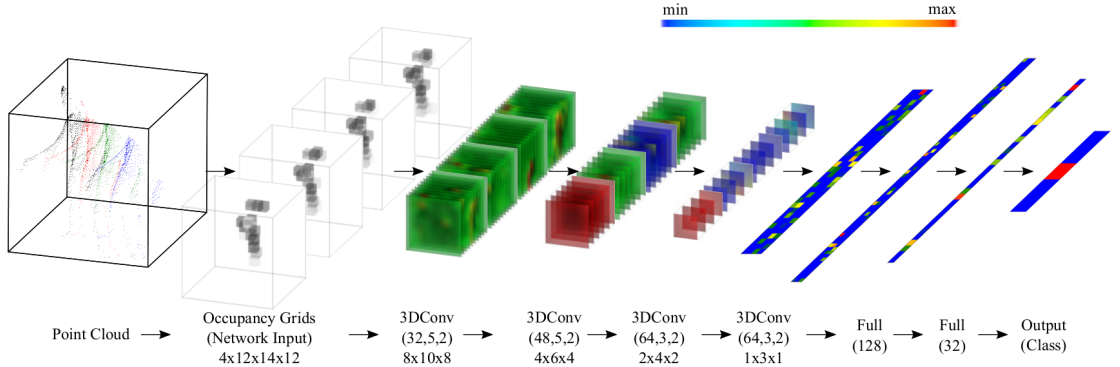 min max
Point Cloud
Occupancy Grids
(Network Input)
4x12x14x12
3DConv
(32,5,2)
8x10x8
3DConv
(48,5,2)
4x6x4
3DConv
(64,3,2)
2x4x2
3DConv
(64,3,2)
1x3x1
Full
(128)
Full
(32)
Output
(Class)